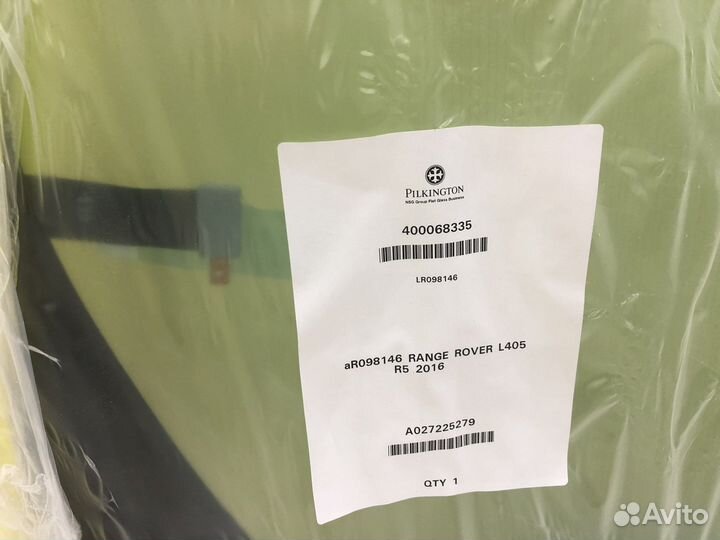 PILKINGTON
NSG Group Flat Glass Business
400068335
LR098146
aR098146 RANGE ROVER L405
R5 2016
A027225279
QTY 1
Avito